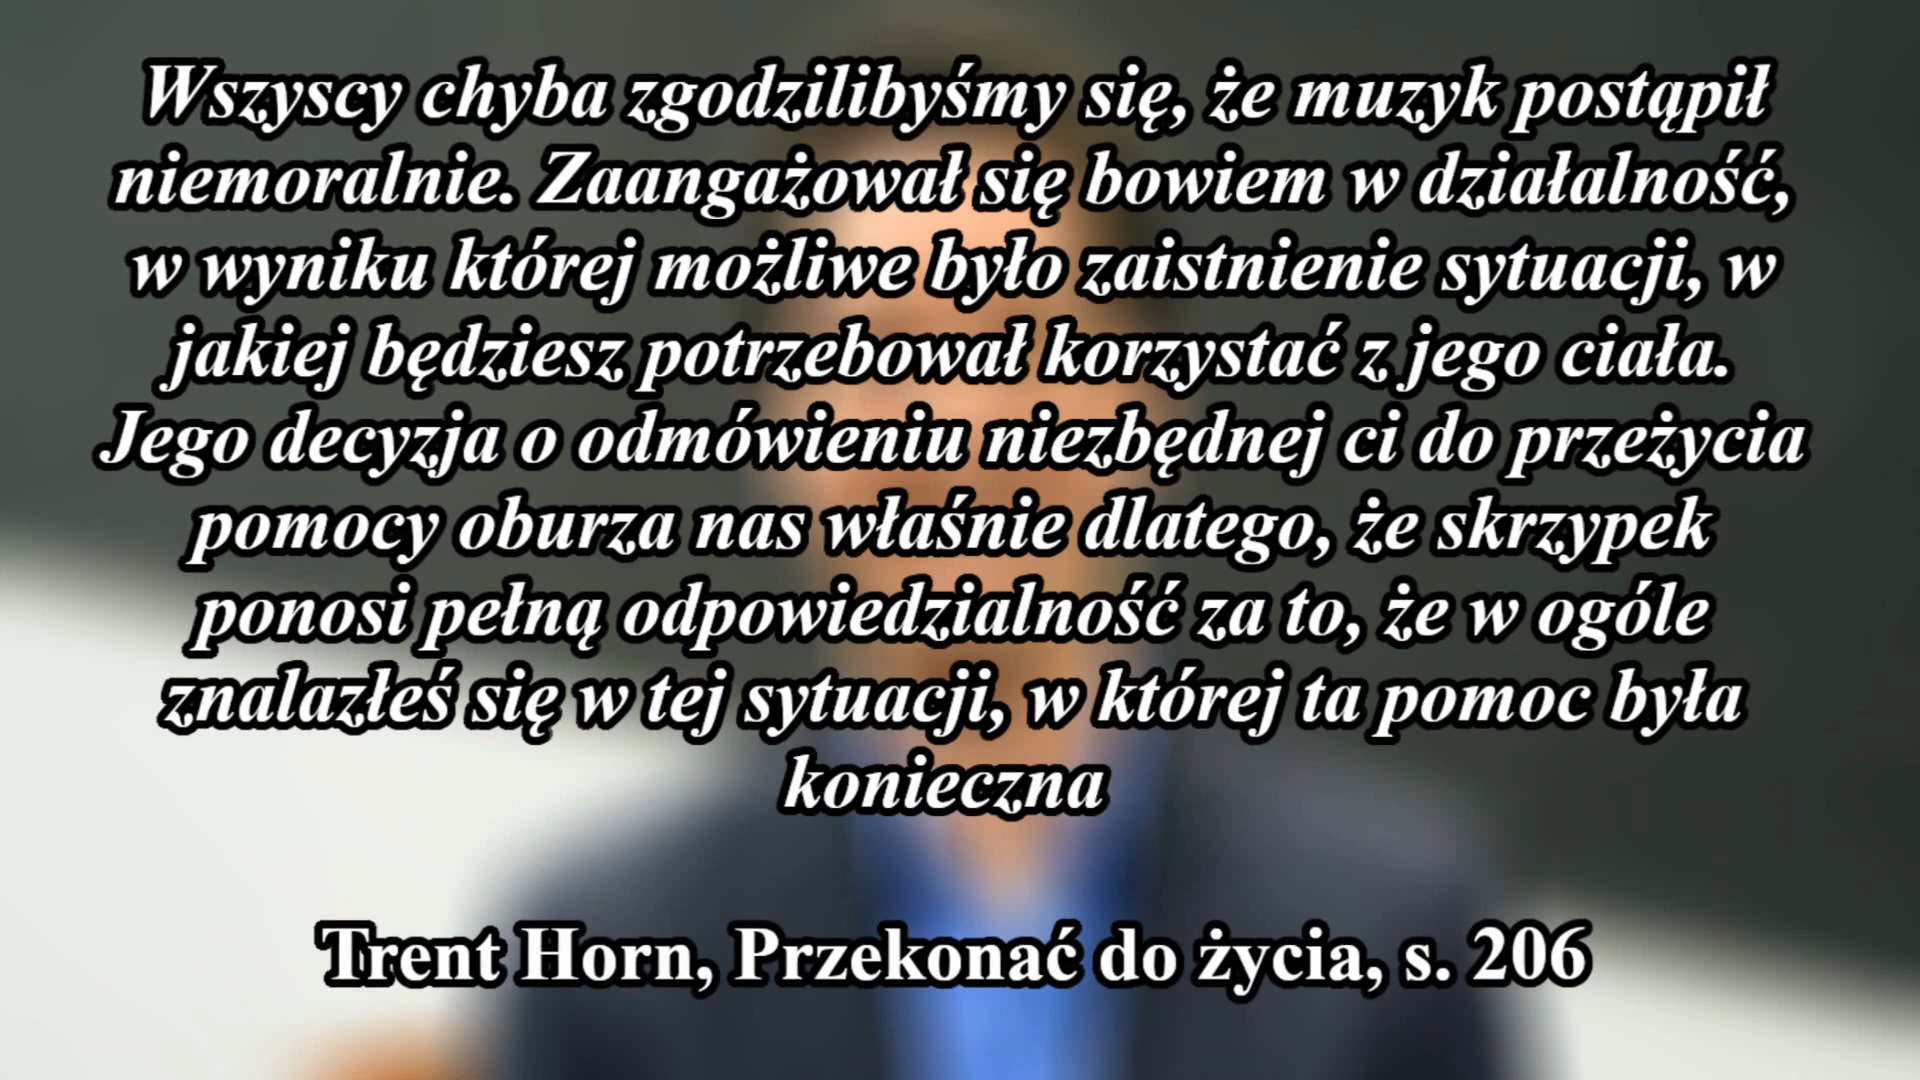 Wszyscy chyba zgodzilibyśmy się, że muzyk postąpił
niemoralnie. Zaangażował się bowiem w działalność,
w wyniku której możliwe było zaistnienie sytuacji, w
jakiej będziesz potrzebował korzystać z jego ciała.
Jego decyzja o odmówieniu niezbędnej ci do przeżycia
pomocy oburza nas właśnie dlatego, że skrzypek
ponosi pełną odpowiedzialność za to, że w ogóle
znalazłeś się w tej sytuacji, w której ta pomoc była
konieczna
Trent Horn, Przekonać do życia, s. 206